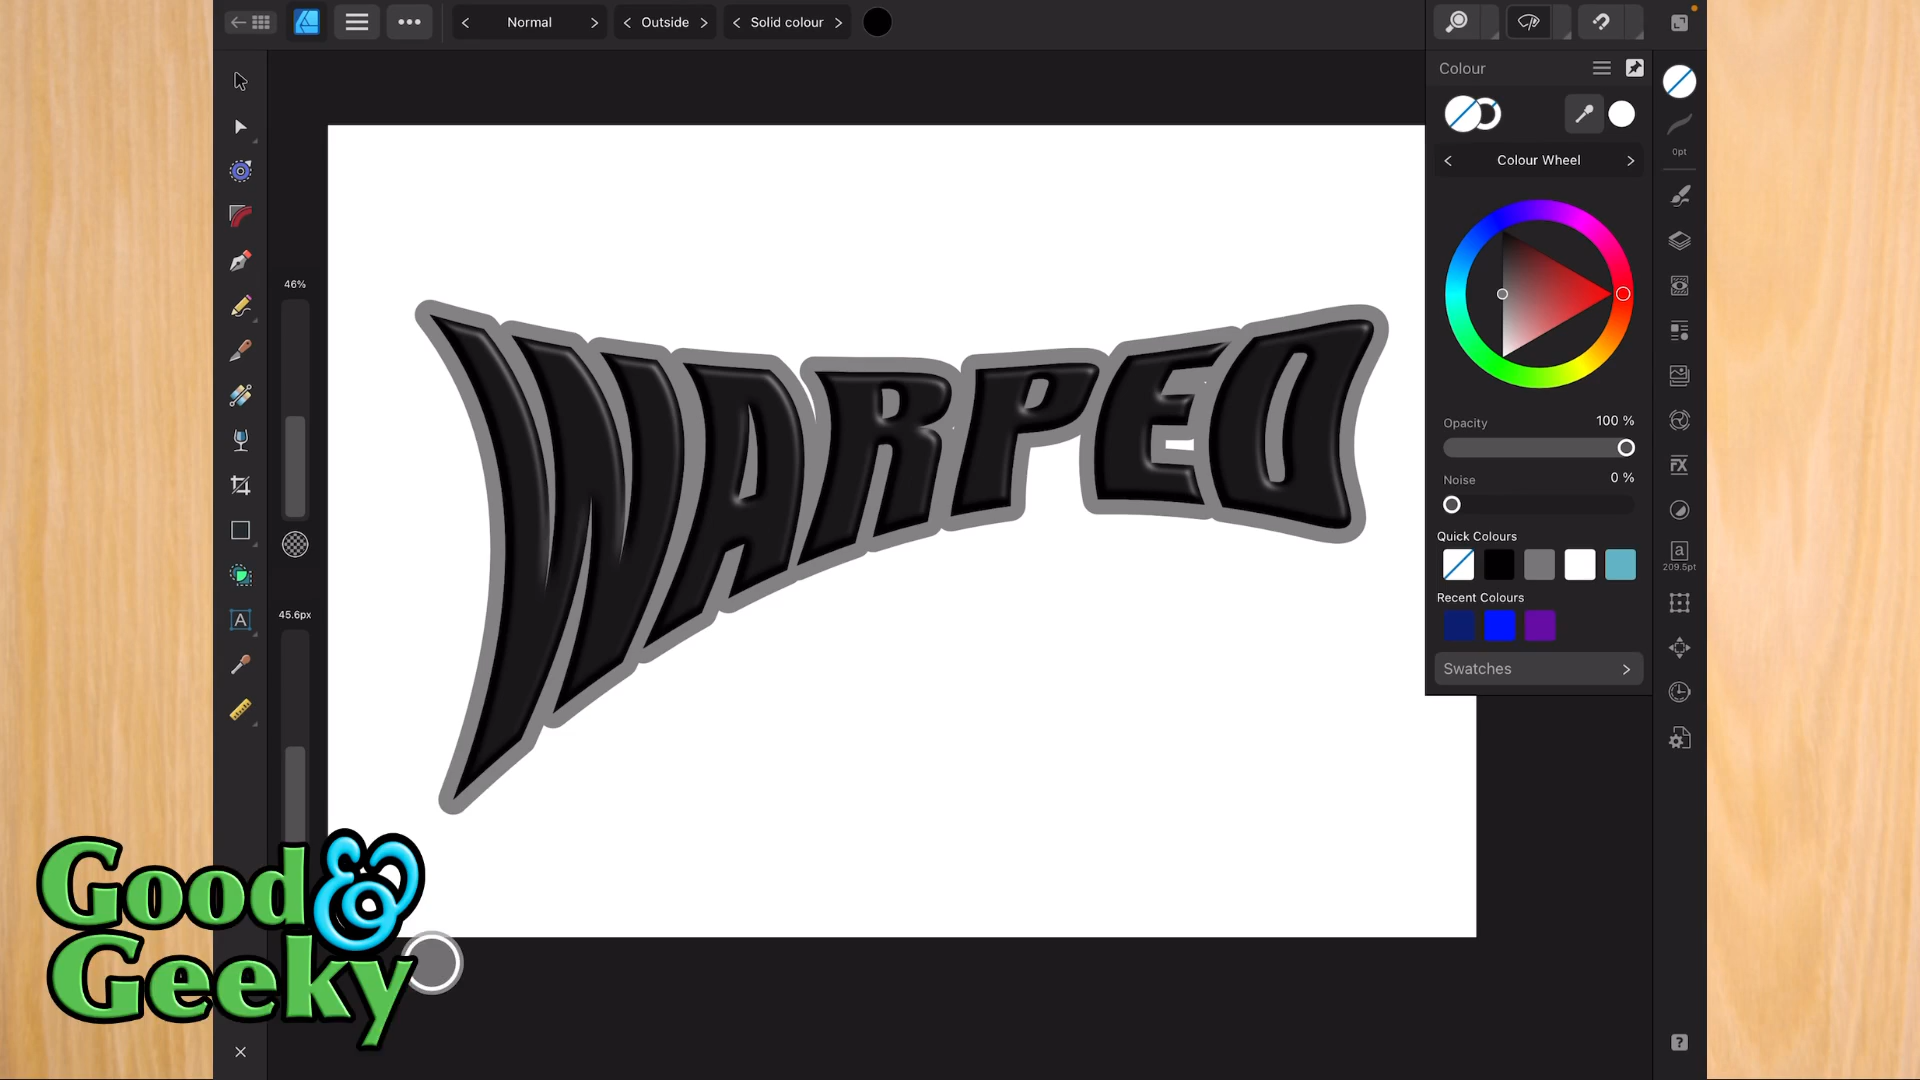 Normal
Outside
Solid colour
Colour
0pt
Colour Wheel
46%
WARPED
Opacity
100 %
Noise
0 %
Quick Colours
a
209.5pt
Recent Colours
45.6px
A
Swatches
FX
Good &
Geeky
?